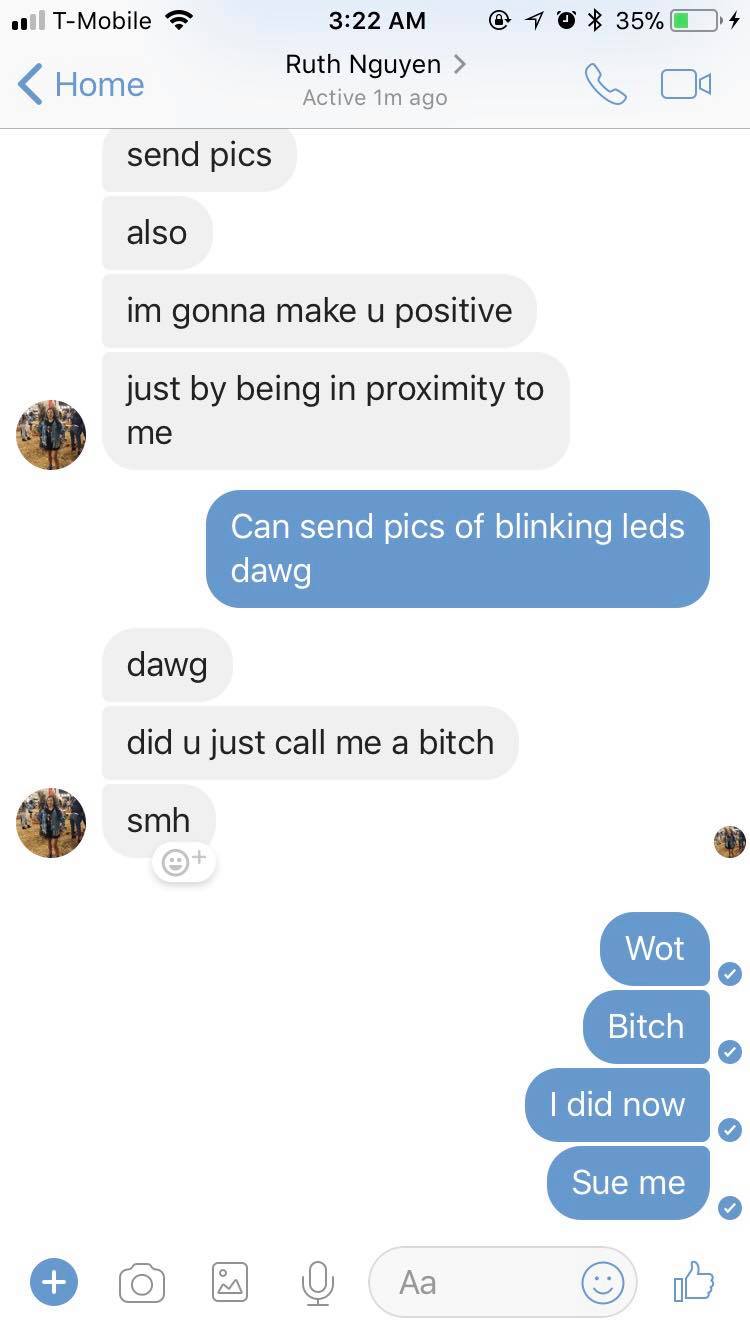 T-Mobile 3:22 AM 35%
Home Ruth Nguyen
Active 1m ago
send pics
also
im gonna make u positive
just by being in proximity to
me
Can send pics of blinking leds
dawg
dawg
did u just call me a bitch
smh
Wot
Bitch
I did now
Sue me
Aa